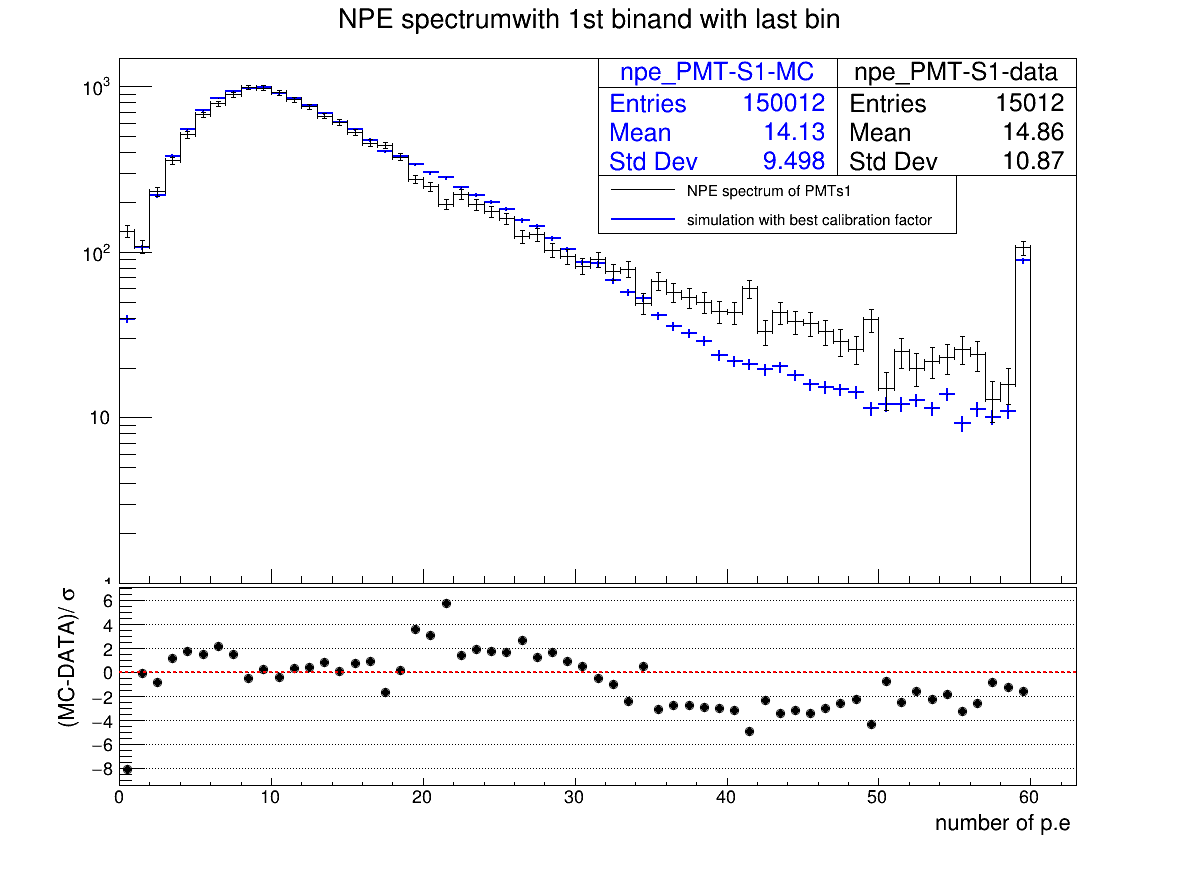 NPE spectrumwith 1st binand with last bin
npe_PMT-S1-MC
Entries 150012
Mean 14.13
Std Dev 9.498
npe_PMT-S1-data
Entries 15012
Mean 14.86
Std Dev 10.87
NPE spectrum of PMTs1
simulation with best calibration factor
10³
10²
10
1
(MC-DATA)/ σ
6
4
2
0
−2
−4
−6
−8
0 10 20 30 40 50 60
number of p.e